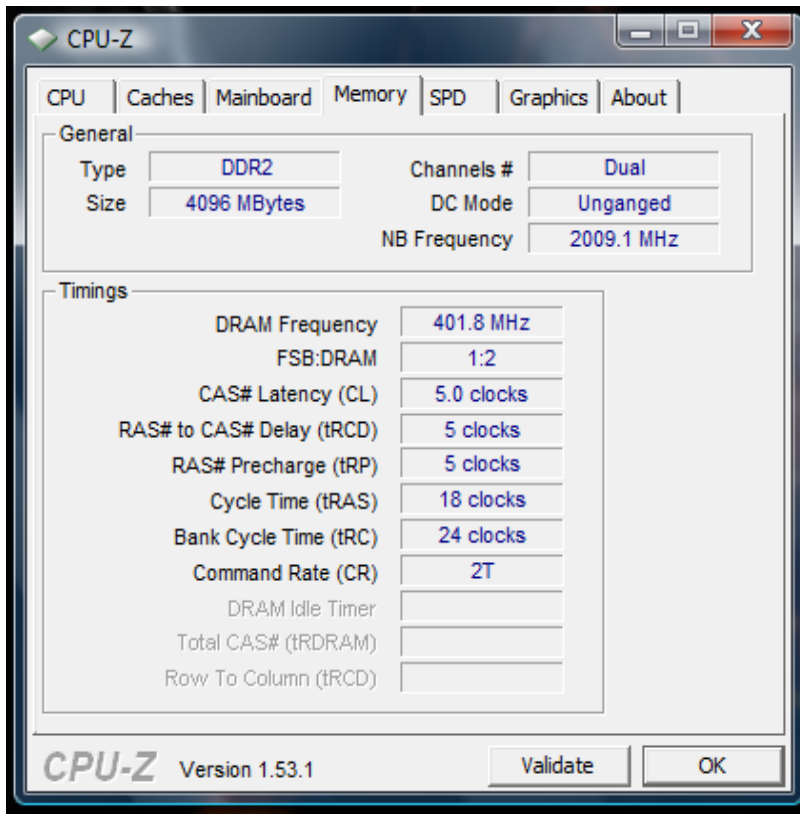 CPU-Z
CPU Caches Mainboard Memory SPD Graphics About
General
Type DDR2 Channels # Dual
Size 4096 MBytes DC Mode Unganged
NB Frequency 2009.1 MHz
Timings
DRAM Frequency 401.8 MHz
FSB:DRAM 1:2
CAS# Latency (CL) 5.0 clocks
RAS# to CAS# Delay (tRCD) 5 clocks
RAS# Precharge (tRP) 5 clocks
Cycle Time (tRAS) 18 clocks
Bank Cycle Time (tRC) 24 clocks
Command Rate (CR) 2T
DRAM Idle Timer
Total CAS# (tRDRAM)
Row To Column (tRCD)
CPU-Z Version 1.53.1 Validate OK